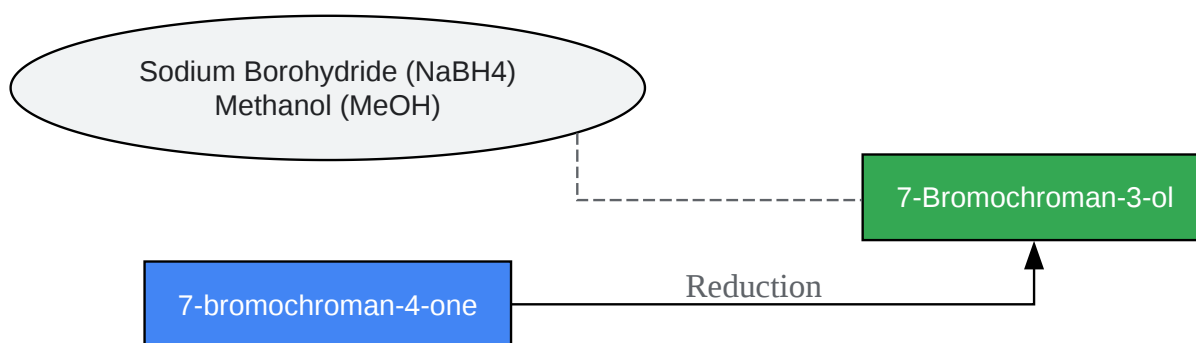 Sodium Borohydride (NaBH4)
Methanol (MeOH)
7-Bromochroman-3-ol
Reduction
7-bromochroman-4-one